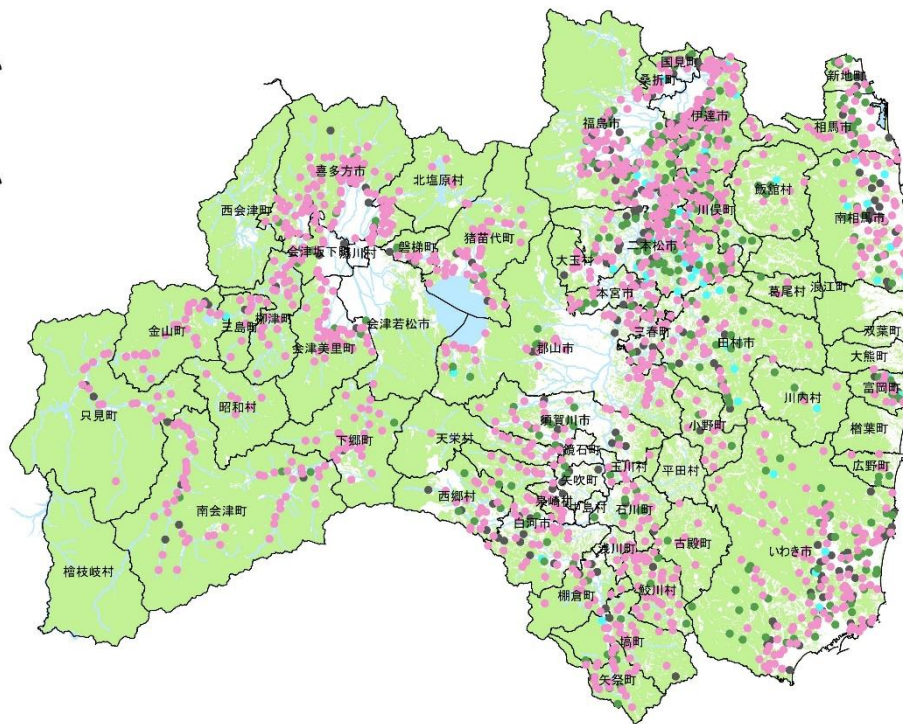 国見町
桑折町
新地町
伊達市
相馬市
福島市
喜多方市
北塩原村
飯舘村
川俣町
西会津町
南相馬市
猪苗代町
二本松市
会津坂下町
湯川村
磐梯町
大玉村
葛尾村
浪江町
本宮市
柳津町
会津若松市
金山町
三島町
三春町
双葉町
田村市
会津美里町
郡山市
大熊町
富岡町
川内村
昭和村
只見町
須賀川市
小野町
楢葉町
下郷町
天栄村
鏡石町
玉川村
平田村
広野町
矢吹町
西郷村
泉崎村
中島村
石川町
南会津町
白河市
古殿町
浅川町
いわき市
檜枝岐村
棚倉町
鮫川村
塙町
矢祭町